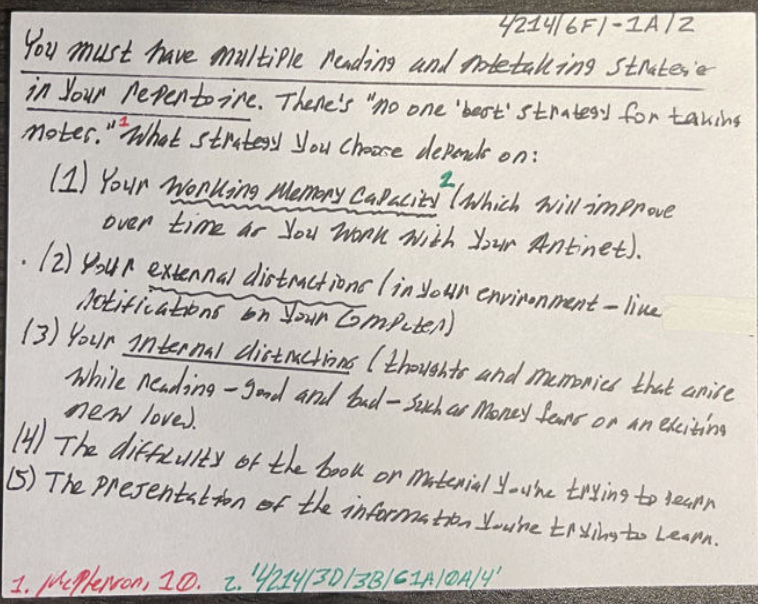 4214/6F/-1A/2
You must have multiple reading and notetaking strategie
in your repertoire. There's "no one 'best' strategy for taking
notes."1 What strategy you choose depends on:
(1) Your working memory capacity2 (which will improve
over time as you work with your Antinet).
(2) Your external distractions (in your environment - like
notifications on your computer)
(3) Your internal distractions (thoughts and memories that arise
while reading - good and bad - such as money fears or an exciting
new love).
(4) The difficulty of the book or material you're trying to learn
(5) The presentation of the information you're trying to learn.
1. McPherson, 10. 2. '4214/3D/3B/61A/0A/4'